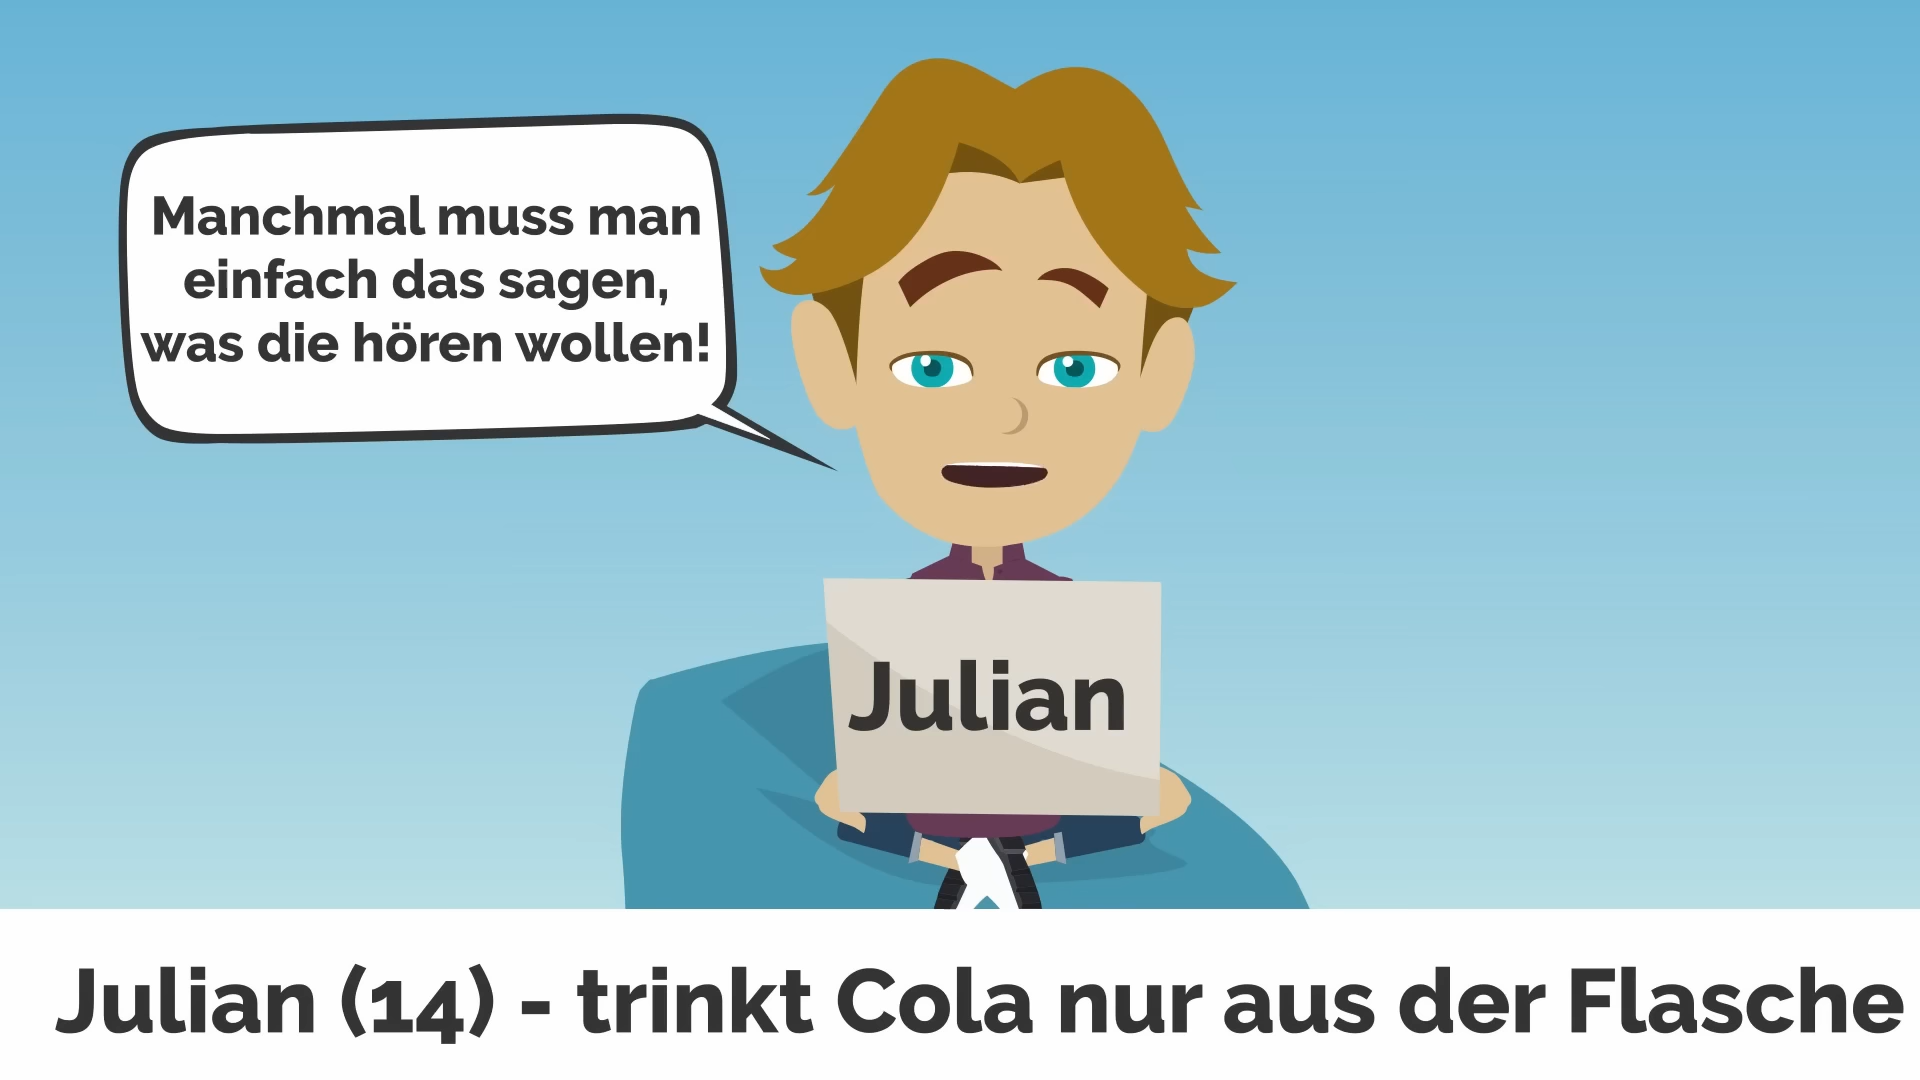 Manchmal muss man
einfach das sagen,
was die hören wollen!
Julian
Julian (14) - trinkt Cola nur aus der Flasche